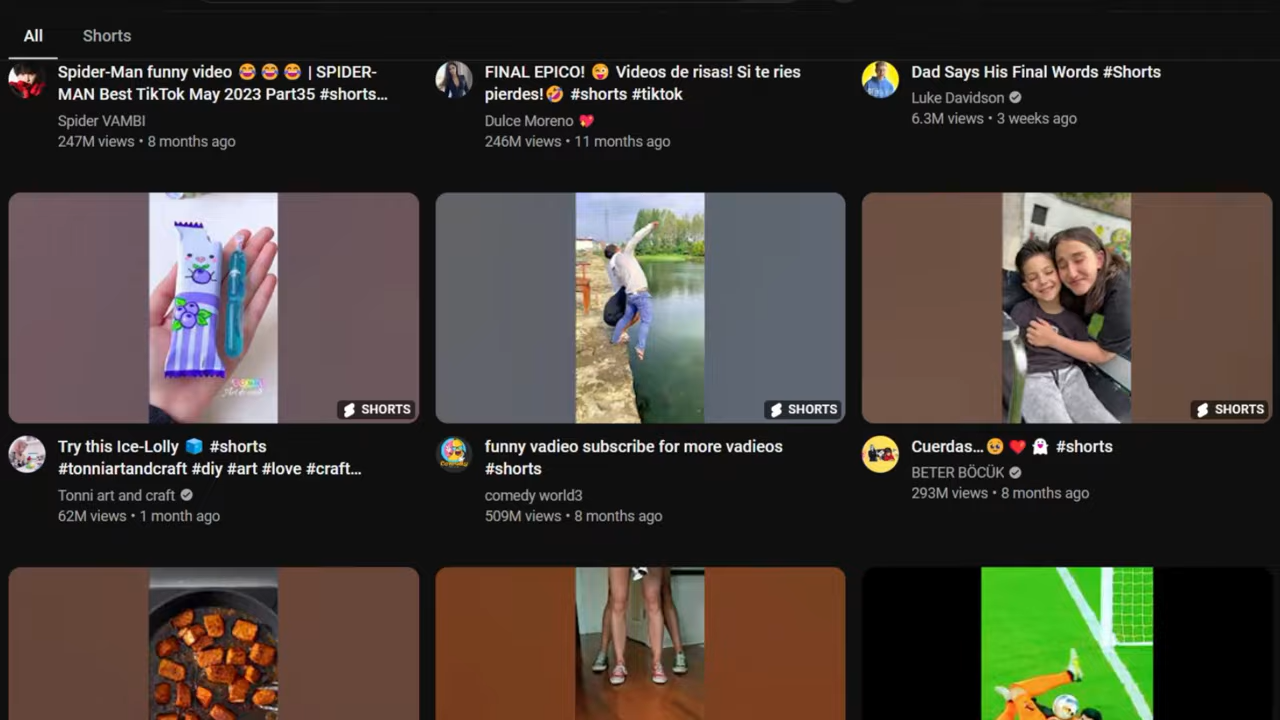 All
Shorts
Spider-Man funny video 😂 😂 😂 | SPIDER-
MAN Best TikTok May 2023 Part35 #shorts…
Spider VAMBI
247M views • 8 months ago
FINAL EPICO! 😜 Videos de risas! Si te ries
pierdes!🤣 #shorts #tiktok
Dulce Moreno 💖
246M views • 11 months ago
Dad Says His Final Words #Shorts
Luke Davidson
6.3M views • 3 weeks ago
SHORTS
SHORTS
SHORTS
Try this Ice-Lolly 🧊 #shorts
#tonniartandcraft #diy #art #love #craft…
Tonni art and craft
62M views • 1 month ago
funny vadieo subscribe for more vadieos
#shorts
comedy world3
509M views • 8 months ago
Cuerdas…🥹 ❤️ 👻 #shorts
BETER BÖCÜK
293M views • 8 months ago